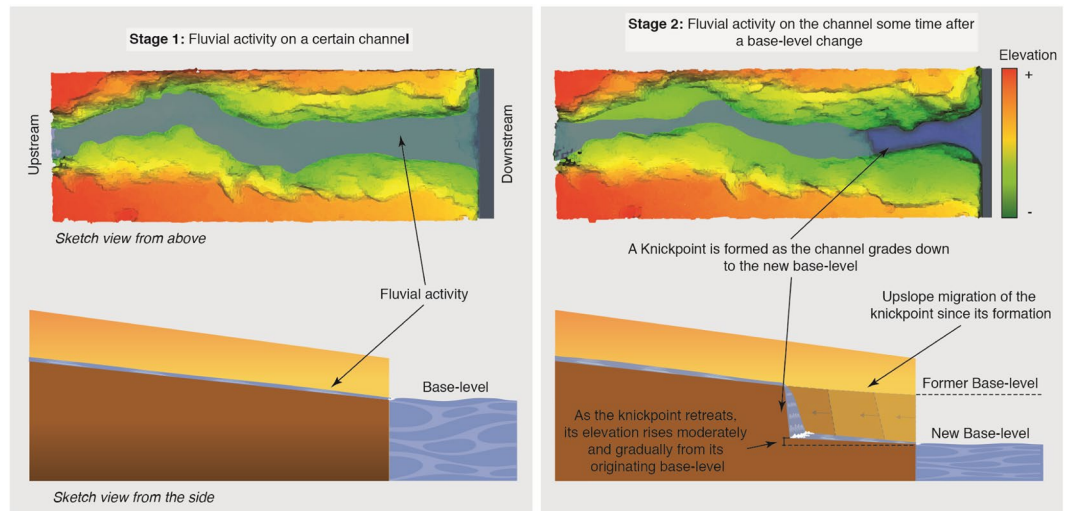 Stage 1: Fluvial activity on a certain channel
Upstream
Downstream
Sketch view from above
Fluvial activity
Base-level
Sketch view from the side
Stage 2: Fluvial activity on the channel some time after
a base-level change
Elevation
+
-
A Knickpoint is formed as the channel grades down
to the new base-level
Upslope migration of the
knickpoint since its formation
Former Base-level
As the knickpoint retreats,
its elevation rises moderately
and gradually from its
originating base-level
New Base-level